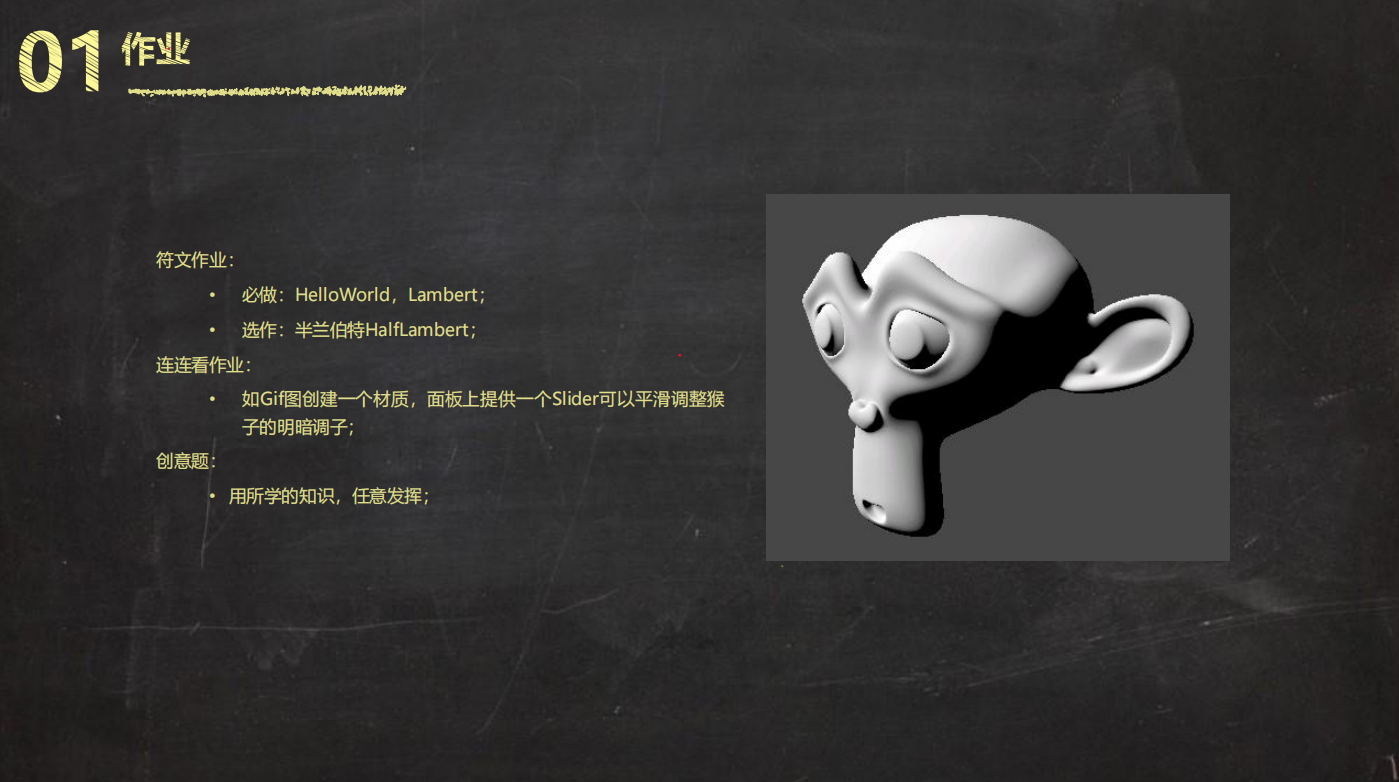 01 作业
符文作业：
• 必做：HelloWorld，Lambert；
• 选作：半兰伯特HalfLambert；
连连看作业：
• 如Gif图创建一个材质，面板上提供一个Slider可以平滑调整猴
子的明暗调子；
创意题：
• 用所学的知识，任意发挥；